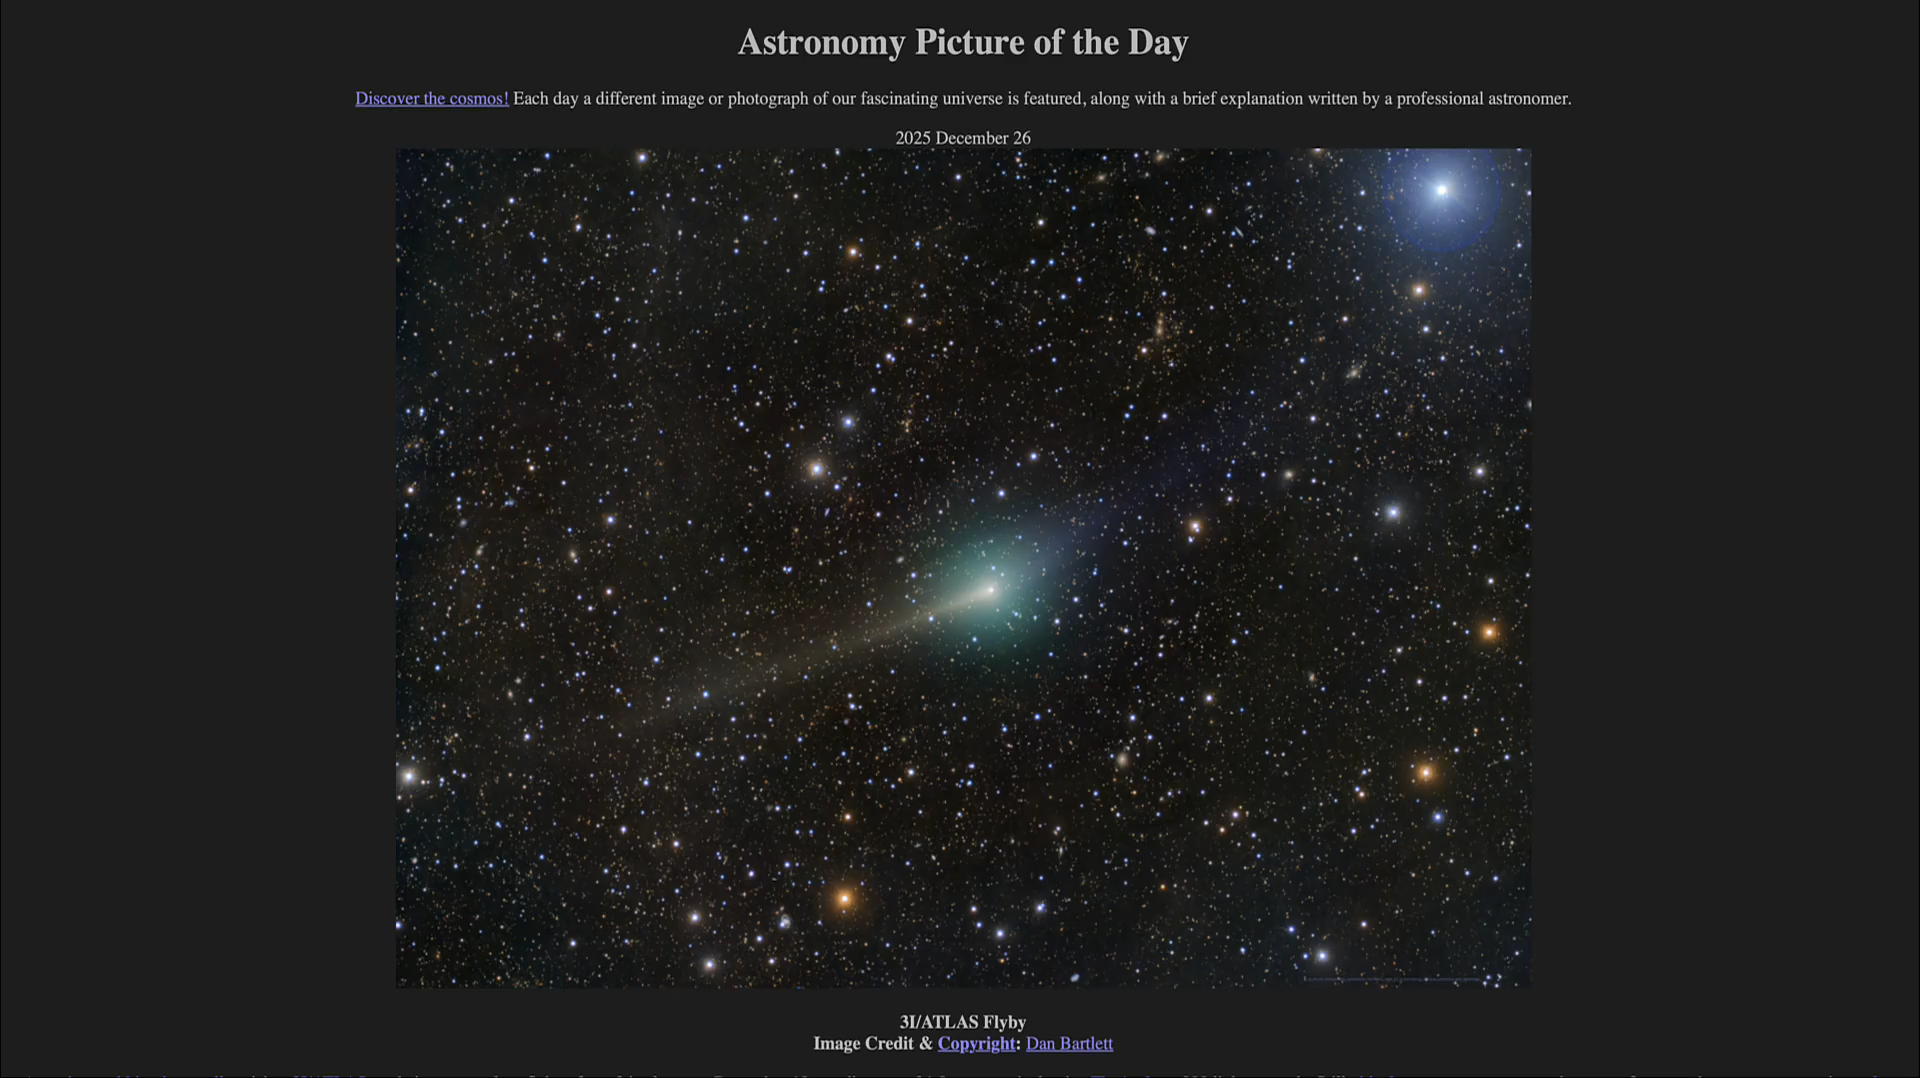 Astronomy Picture of the Day
Discover the cosmos! Each day a different image or photograph of our fascinating universe is featured, along with a brief explanation written by a professional astronomer.
2025 December 26
3I/ATLAS Flyby
Image Credit & Copyright: Dan Bartlett